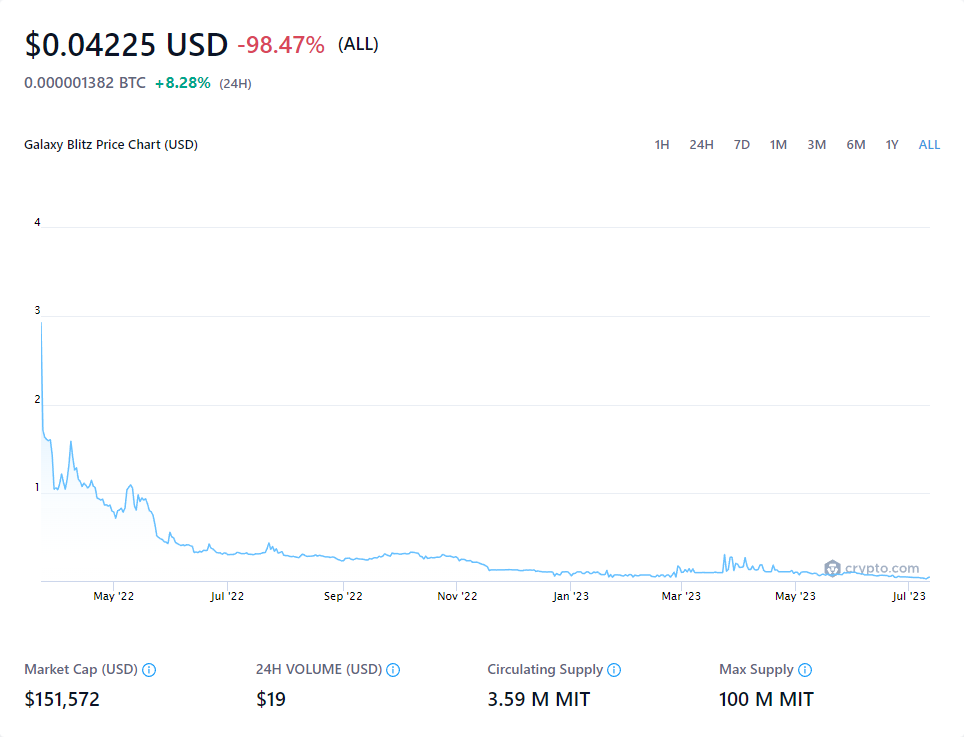 $0.04225 USD -98.47% (ALL)
0.000001382 BTC +8.28% (24H)
Galaxy Blitz Price Chart (USD) 1H 24H 7D 1M 3M 6M 1Y ALL
4
3
2
1
crypto.com
May '22 Jul '22 Sep '22 Nov '22 Jan '23 Mar '23 May '23 Jul '23
Market Cap (USD) 24H VOLUME (USD) Circulating Supply Max Supply
$151,572 $19 3.59 M MIT 100 M MIT